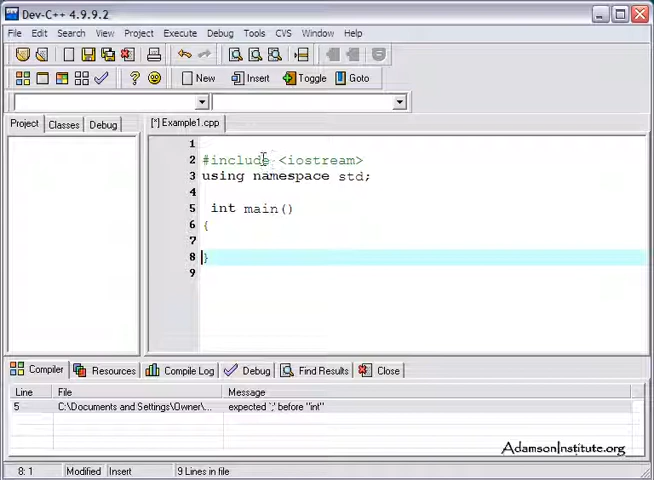 Dev-C++ 4.9.9.2
File Edit Search View Project Execute Debug Tools CVS Window Help
New Insert Toggle Goto
Project Classes Debug [*] Example1.cpp
1
2 #include <iostream>
3 using namespace std;
4
5 int main()
6 {
7
8 }
9
Compiler Resources Compile Log Debug Find Results Close
Line File Message
5 C:\Documents and Settings\Owner\... expected `;' before "int"
AdamsonInstitute.org
8: 1 Modified Insert 9 Lines in file